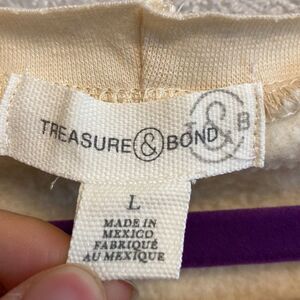 TREASURE & BOND
T & B
L
MADE IN
MEXICO
FABRIQUÉ
AU MEXIQUE